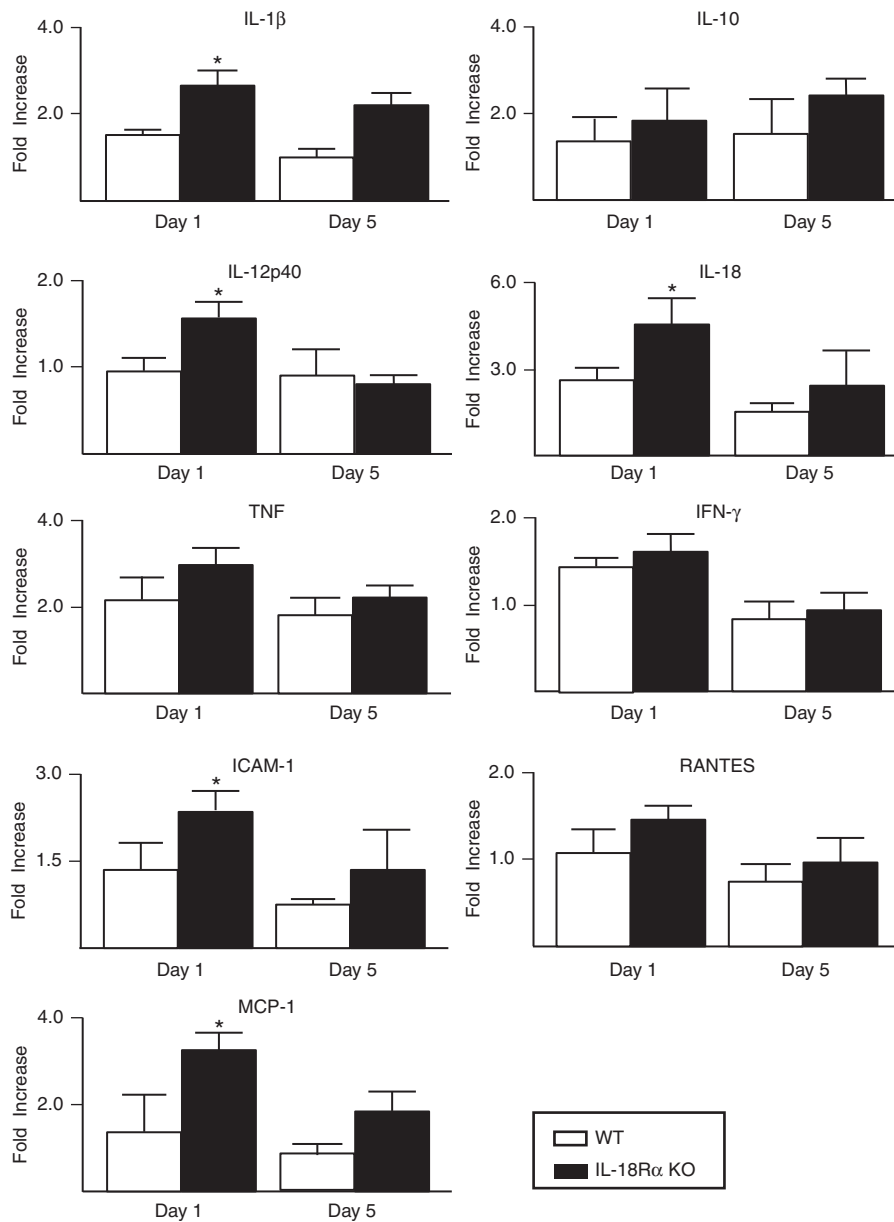 IL-1β
Fold Increase
4.0
*
2.0
Day 1 Day 5
IL-10
Fold Increase
4.0
2.0
Day 1 Day 5
IL-12p40
Fold Increase
2.0
*
1.0
Day 1 Day 5
IL-18
Fold Increase
6.0
*
3.0
Day 1 Day 5
TNF
Fold Increase
4.0
2.0
Day 1 Day 5
IFN-γ
Fold Increase
2.0
1.0
Day 1 Day 5
ICAM-1
Fold Increase
3.0
*
1.5
Day 1 Day 5
RANTES
Fold Increase
2.0
1.0
Day 1 Day 5
MCP-1
Fold Increase
4.0
*
2.0
Day 1 Day 5
WT
IL-18Rα KO